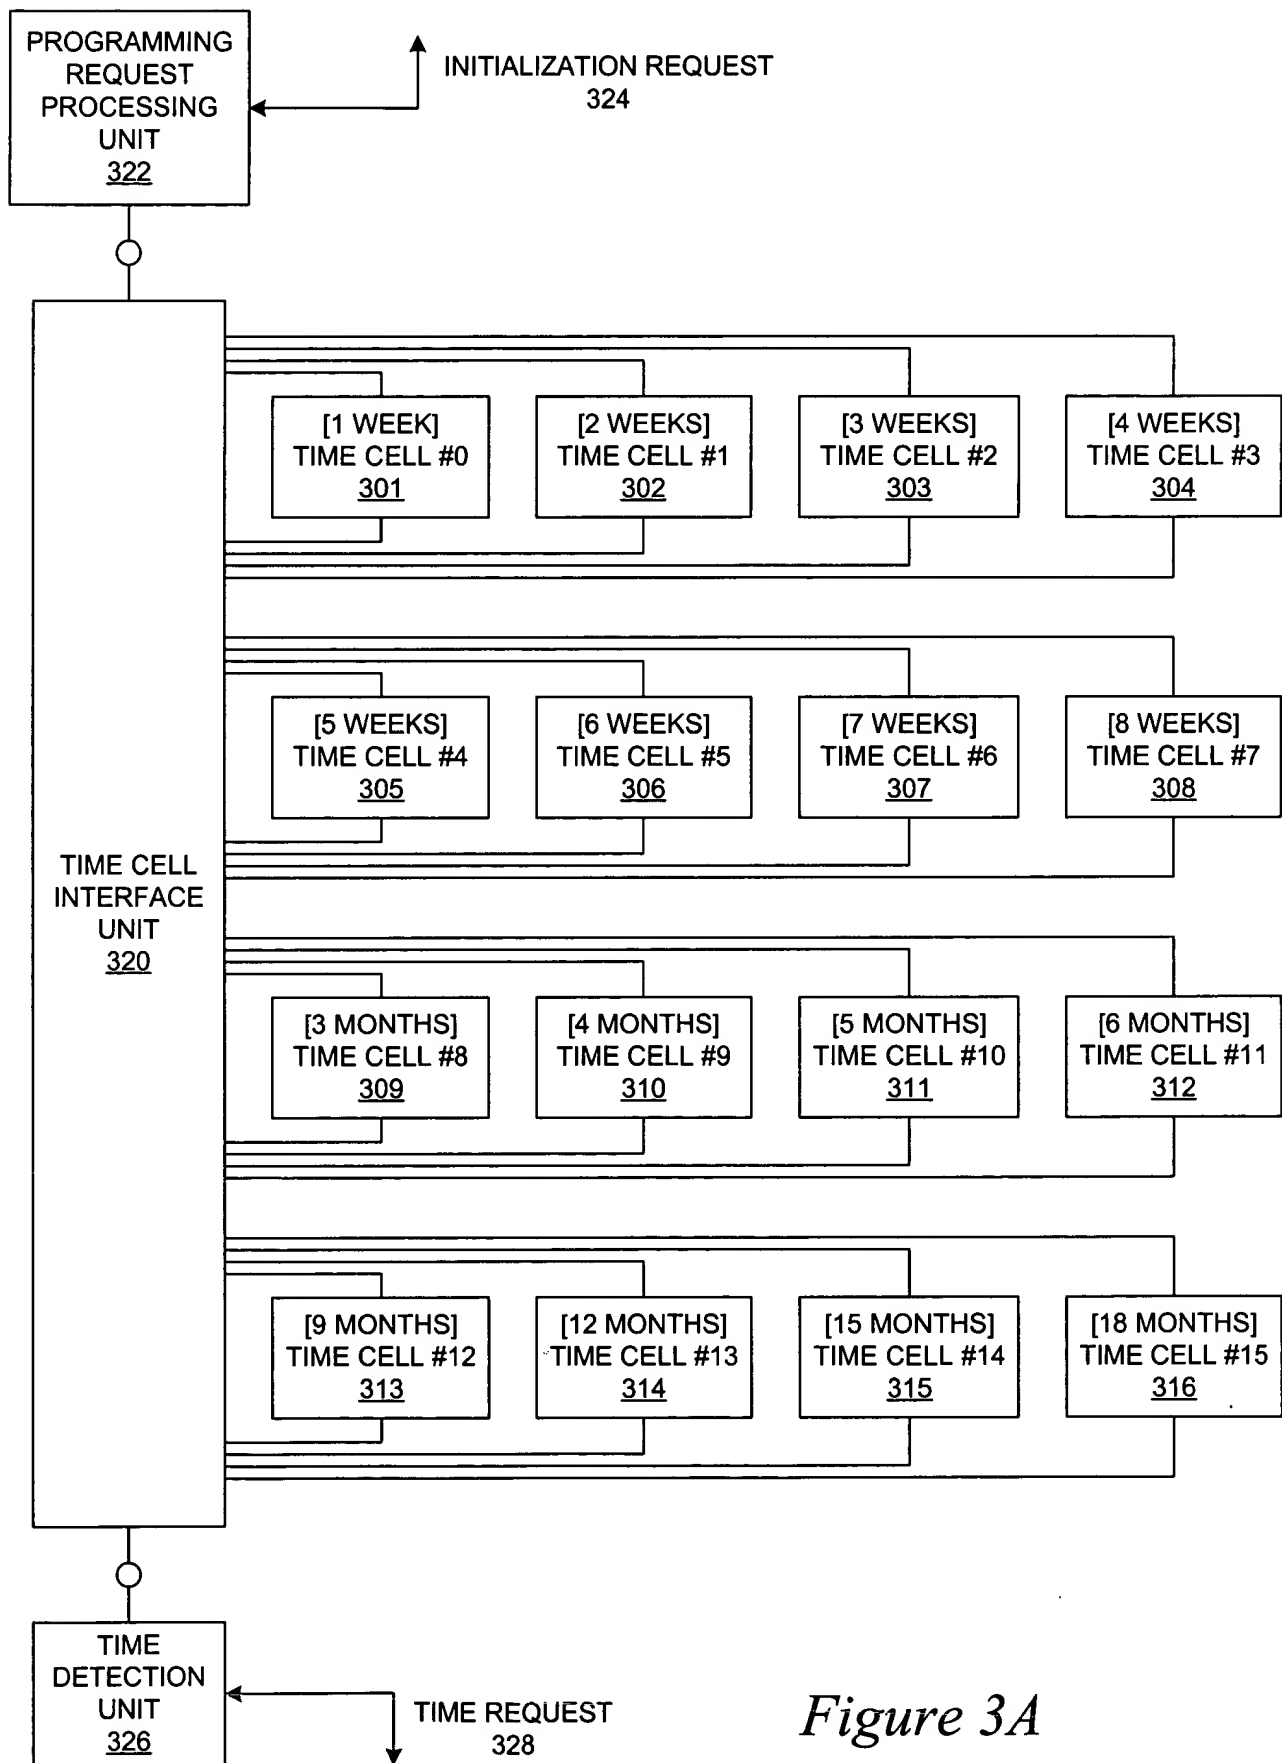 PROGRAMMING
REQUEST
PROCESSING
UNIT
322
INITIALIZATION REQUEST
324
[1 WEEK]
TIME CELL #0
301
[2 WEEKS]
TIME CELL #1
302
[3 WEEKS]
TIME CELL #2
303
[4 WEEKS]
TIME CELL #3
304
[5 WEEKS]
TIME CELL #4
305
[6 WEEKS]
TIME CELL #5
306
[7 WEEKS]
TIME CELL #6
307
[8 WEEKS]
TIME CELL #7
308
TIME CELL
INTERFACE
UNIT
320
[3 MONTHS]
TIME CELL #8
309
[4 MONTHS]
TIME CELL #9
310
[5 MONTHS]
TIME CELL #10
311
[6 MONTHS]
TIME CELL #11
312
[9 MONTHS]
TIME CELL #12
313
[12 MONTHS]
TIME CELL #13
314
[15 MONTHS]
TIME CELL #14
315
[18 MONTHS]
TIME CELL #15
316
TIME
DETECTION
UNIT
326
TIME REQUEST
328
Figure 3A